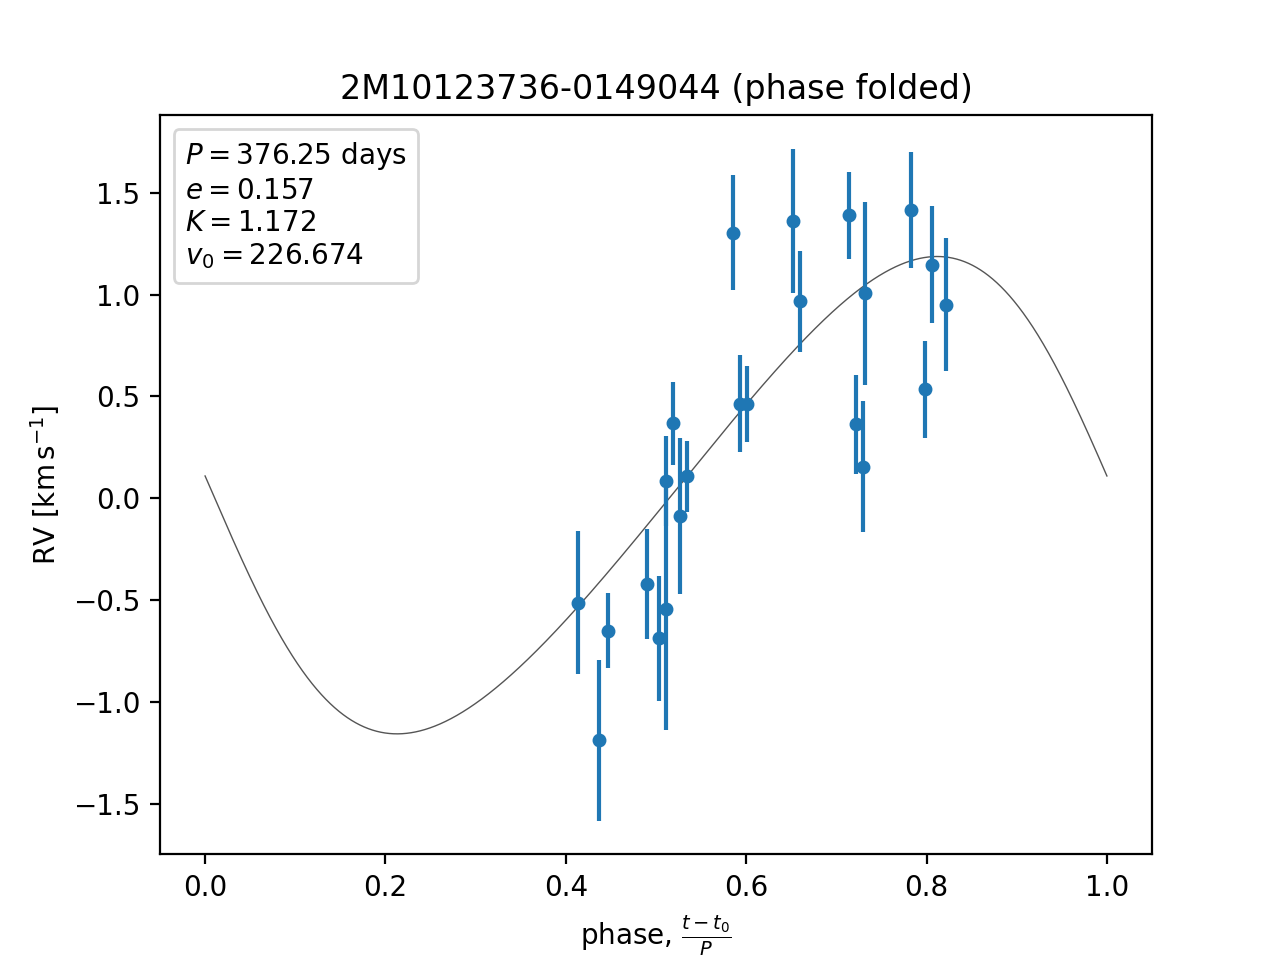 2M10123736-0149044 (phase folded)
P = 376.25 days
e = 0.157
K = 1.172
v₀ = 226.674
1.5
1.0
0.5
0.0
−0.5
−1.0
−1.5
RV [km s⁻¹]
0.0 0.2 0.4 0.6 0.8 1.0
phase, (t − t₀)/P